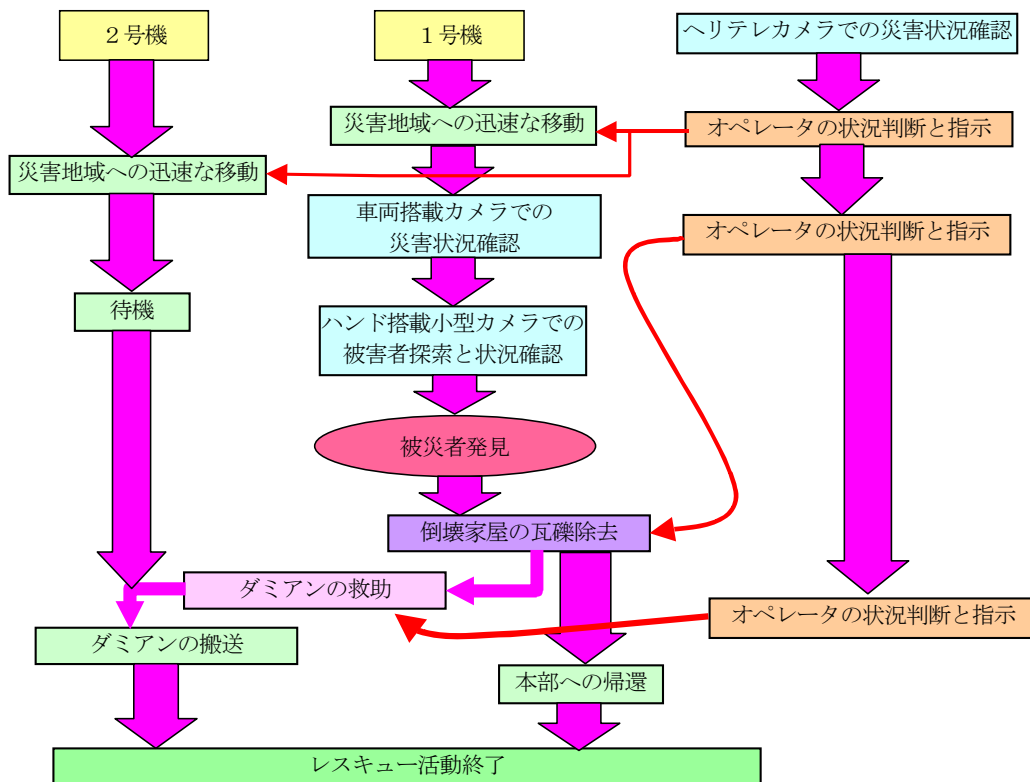 ２号機
１号機
ヘリテレカメラでの災害状況確認
災害地域への迅速な移動
オペレータの状況判断と指示
災害地域への迅速な移動
車両搭載カメラでの
災害状況確認
オペレータの状況判断と指示
待機
ハンド搭載小型カメラでの
被害者探索と状況確認
被災者発見
倒壊家屋の瓦礫除去
ダミアンの救助
オペレータの状況判断と指示
ダミアンの搬送
本部への帰還
レスキュー活動終了